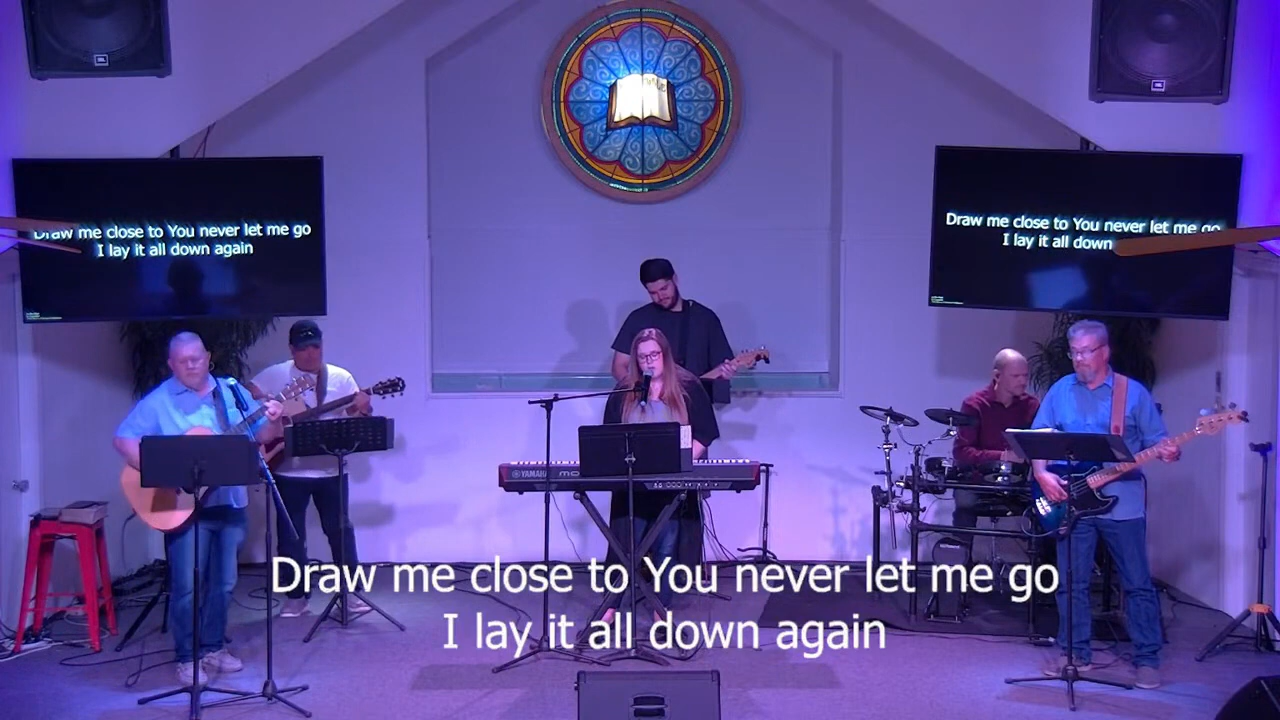 Draw me close to You never let me go
I lay it all down again
Draw me close to You never let me go
I lay it all down
YAMAHA
JBL
JBL
Draw me close to You never let me go
I lay it all down again